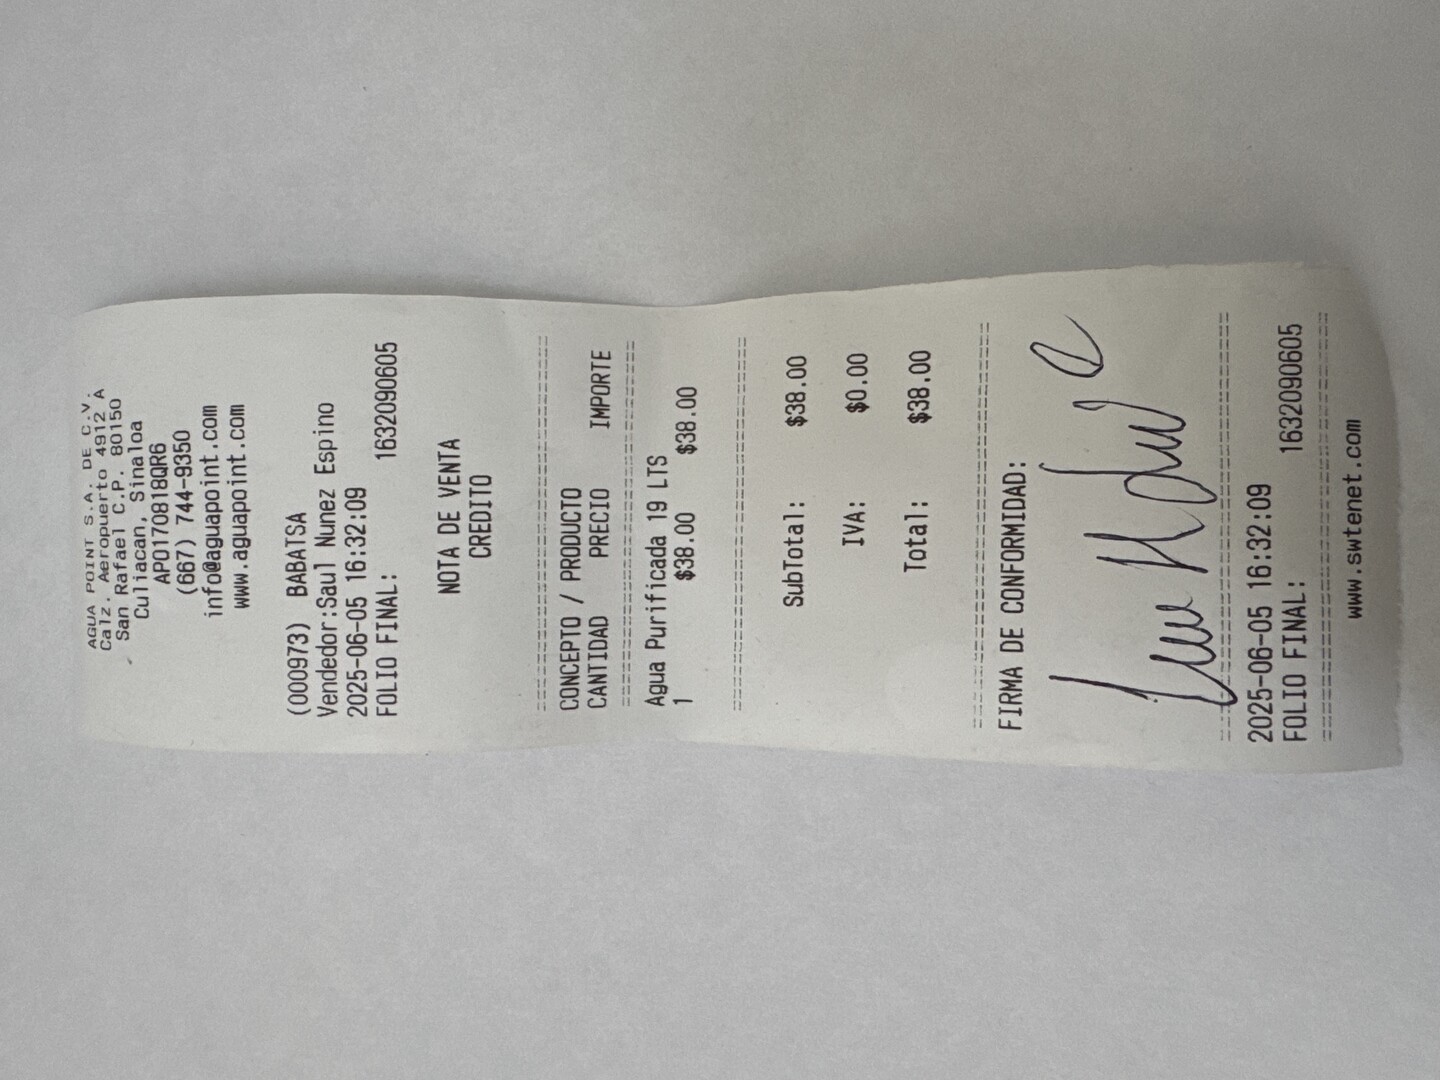 AGUA POINT S.A. DE C.V.
Calz. Aeropuerto 4912 A
San Rafael C.P. 80150
Culiacan, Sinaloa
APO170818QR6
(667) 744-9350
info@aguapoint.com
www.aguapoint.com
(000973) BABATSA
Vendedor:Saul Nunez Espino
2025-06-05 16:32:09
FOLIO FINAL: 1632090605
NOTA DE VENTA
CREDITO
================================
CONCEPTO / PRODUCTO
CANTIDAD PRECIO IMPORTE
================================
Agua Purificada 19 LTS
1 $38.00 $38.00
================================
SubTotal: $38.00
IVA: $0.00
Total: $38.00
================================
FIRMA DE CONFORMIDAD:
================================
2025-06-05 16:32:09
FOLIO FINAL: 1632090605
================================
www.swtenet.com